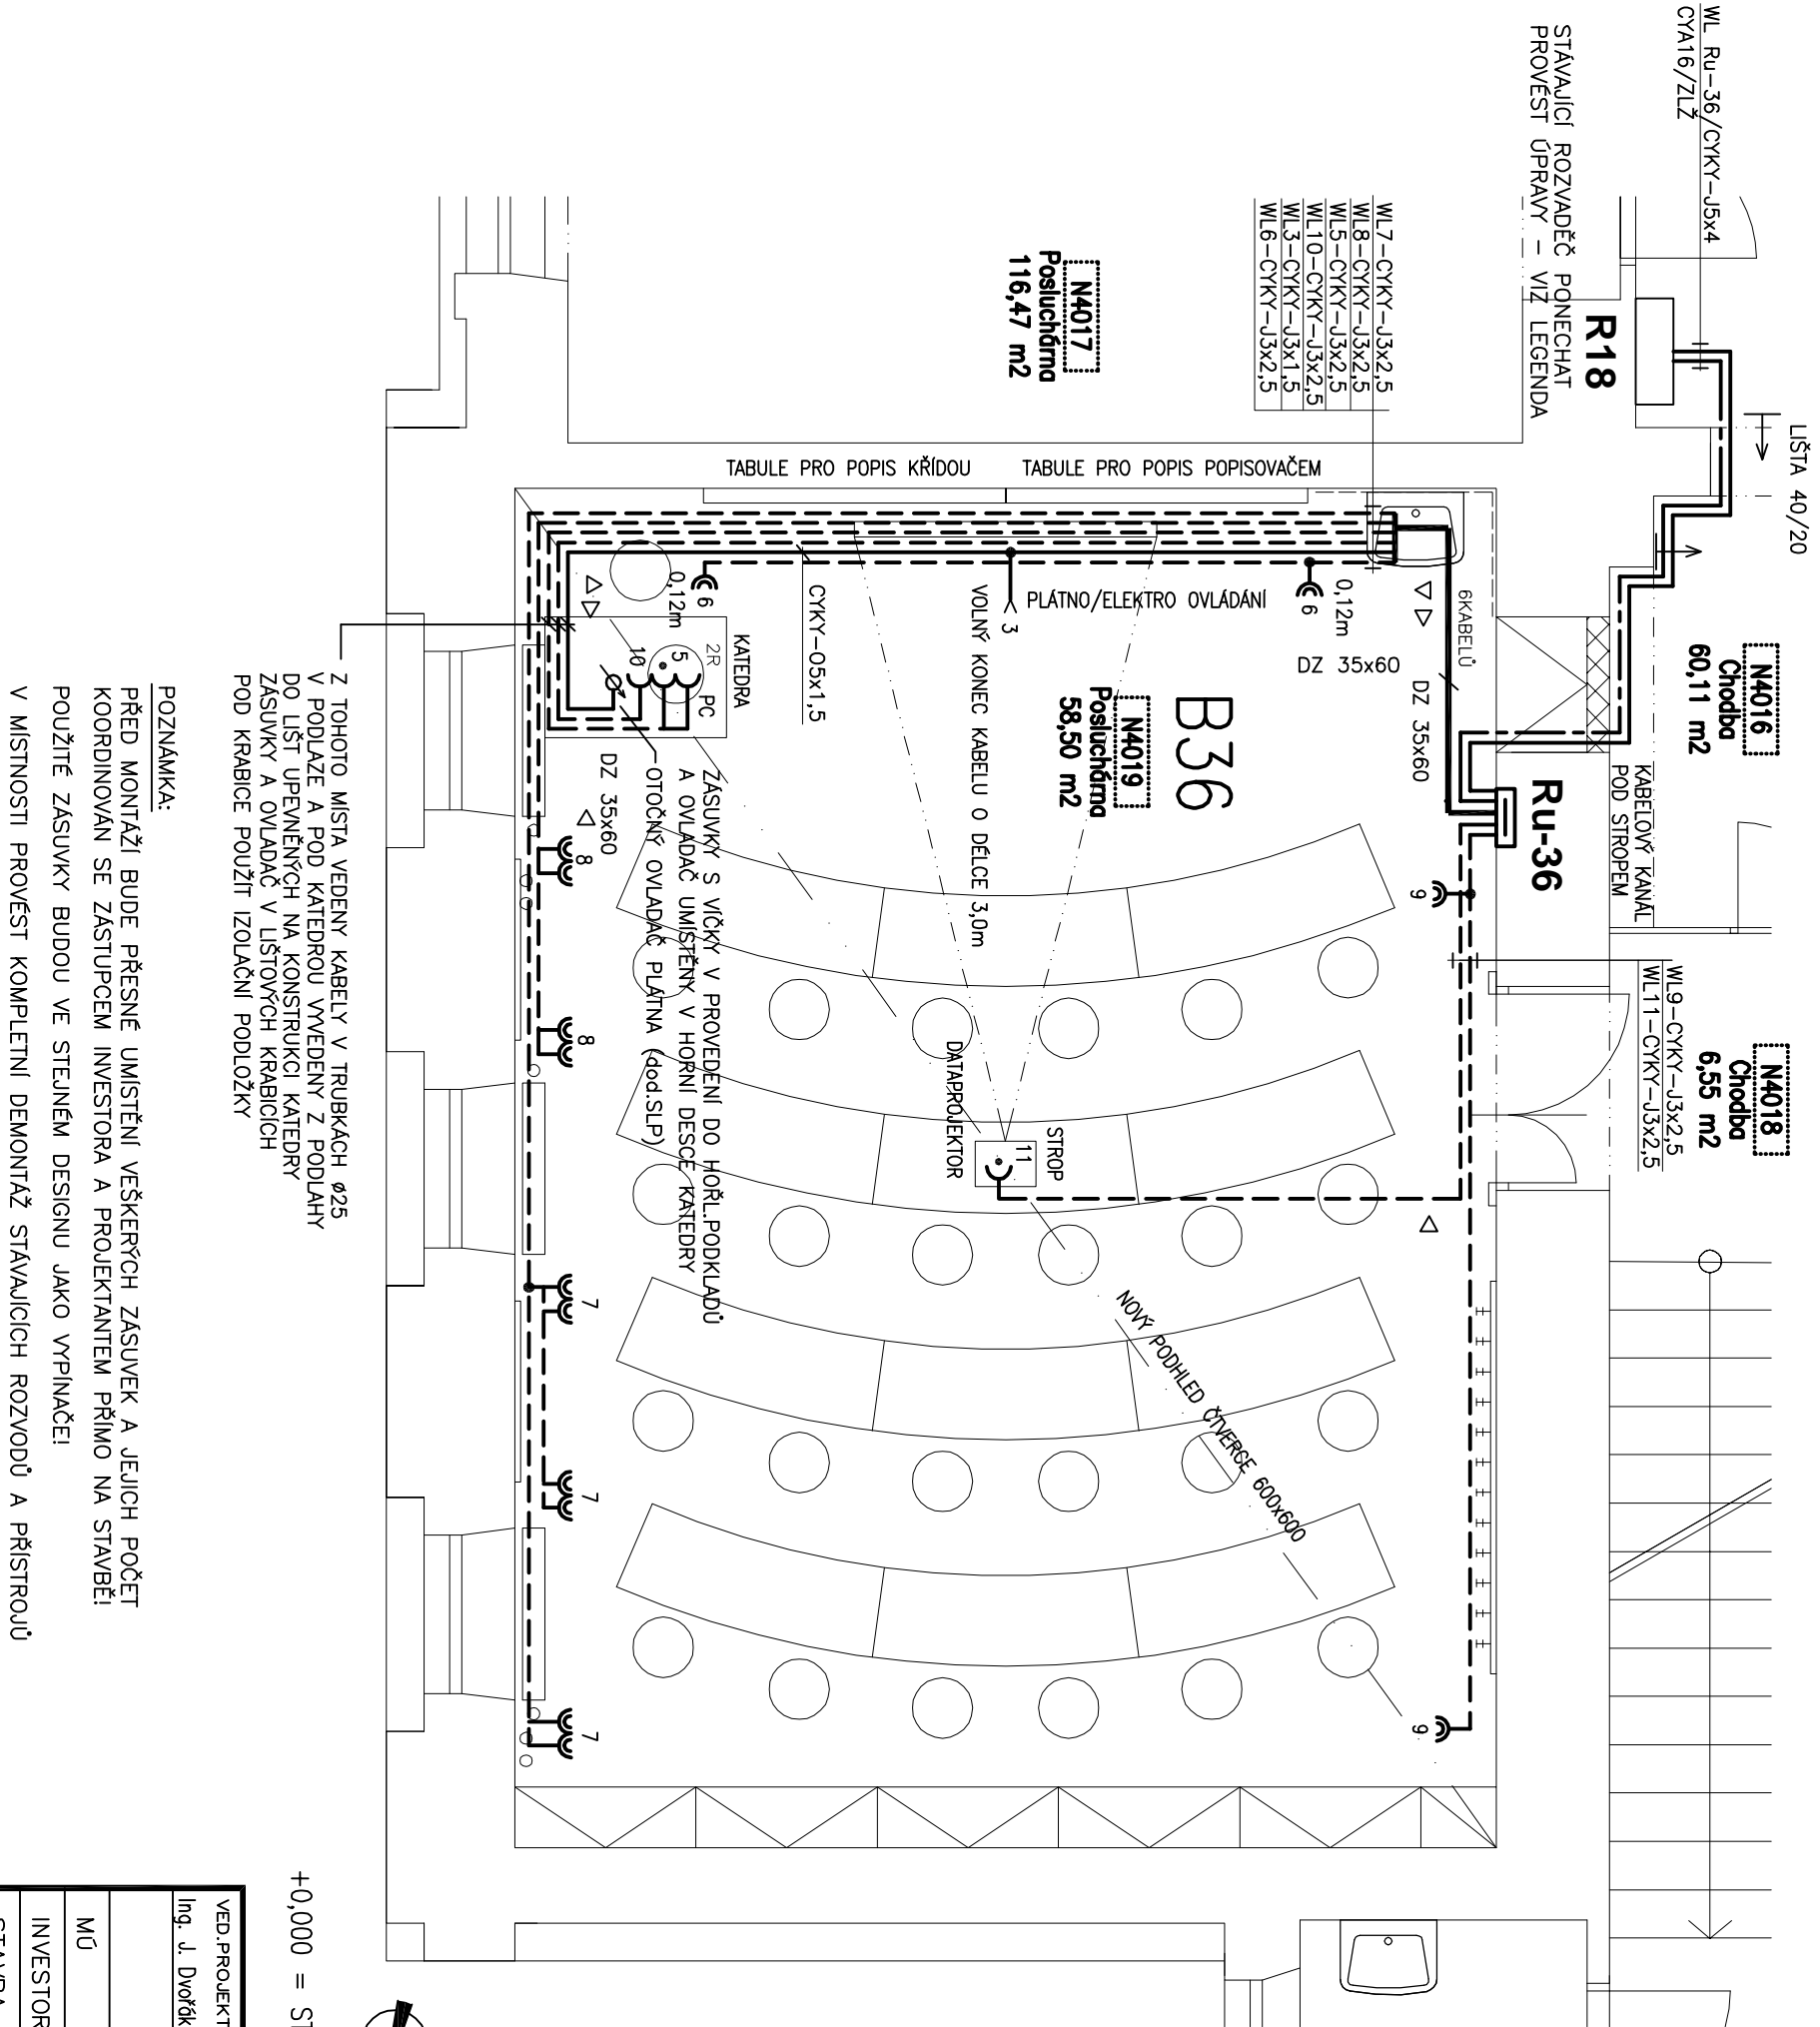 WL Ru-36/CYKY-J5x4
CYA16/ZLŽ
STÁVAJÍCÍ ROZVADĚČ PONECHAT
PROVÉST ÚPRAVY - VIZ LEGENDA
R18
LIŠTA 40/20
N4016
Chodba
60,11 m2
KABELOVÝ KANÁL
POD STROPEM
Ru-36
N4018
Chodba
6,55 m2
WL9-CYKY-J3x2,5
WL11-CYKY-J3x2,5
WL7-CYKY-J3x2,5
WL8-CYKY-J3x2,5
WL5-CYKY-J3x2,5
WL10-CYKY-J3x2,5
WL3-CYKY-J3x1,5
WL6-CYKY-J3x2,5
N4017
Posluchárna
116,47 m2
TABULE PRO POPIS KŘÍDOU
TABULE PRO POPIS POPISOVAČEM
6KABELŮ
DZ 35x60
0,12m
6
DZ 35x60
PLÁTNO/ELEKTRO OVLÁDÁNÍ
3
VOLNÝ KONEC KABELU O DÉLCE 3,0m
B36
N4019
Posluchárna
58,50 m2
CYKY-O5x1,5
6
0,12m
KATEDRA
2R
PC
5
10
ZÁSUVKY S VÍČKY V PROVEDENÍ DO HOŘL.PODKLADŮ
A OVLADAČ UMÍSTĚNY V HORNÍ DESCE KATEDRY
OTOČNÝ OVLADAČ PLÁTNA (dod.SLP)
DZ 35x60
8
8
7
7
7
9
9
STROP
11
DATAPROJEKTOR
NOVÝ PODHLED ČTVERCE 600x600
Z TOHOTO MÍSTA VEDENY KABELY V TRUBKÁCH ø25
V PODLAZE A POD KATEDROU VYVEDENY Z PODLAHY
DO LIŠT UPEVNĚNÝCH NA KONSTRUKCI KATEDRY
ZÁSUVKY A OVLADAČ V LIŠTOVÝCH KRABICÍCH
POD KRABICE POUŽÍT IZOLAČNÍ PODLOŽKY
POZNÁMKA:
PŘED MONTÁŽÍ BUDE PŘESNÉ UMÍSTĚNÍ VEŠKERÝCH ZÁSUVEK A JEJICH POČET
KOORDINOVÁN SE ZÁSTUPCEM INVESTORA A PROJEKTANTEM PŘÍMO NA STAVBĚ!
POUŽITÉ ZÁSUVKY BUDOU VE STEJNÉM DESIGNU JAKO VYPÍNAČE!
V MÍSTNOSTI PROVÉST KOMPLETNÍ DEMONTÁŽ STÁVAJÍCÍCH ROZVODŮ A PŘÍSTROJŮ
+0,000 = ST
VED.PROJEKT
Ing. J. Dvořák
MÚ
INVESTOR